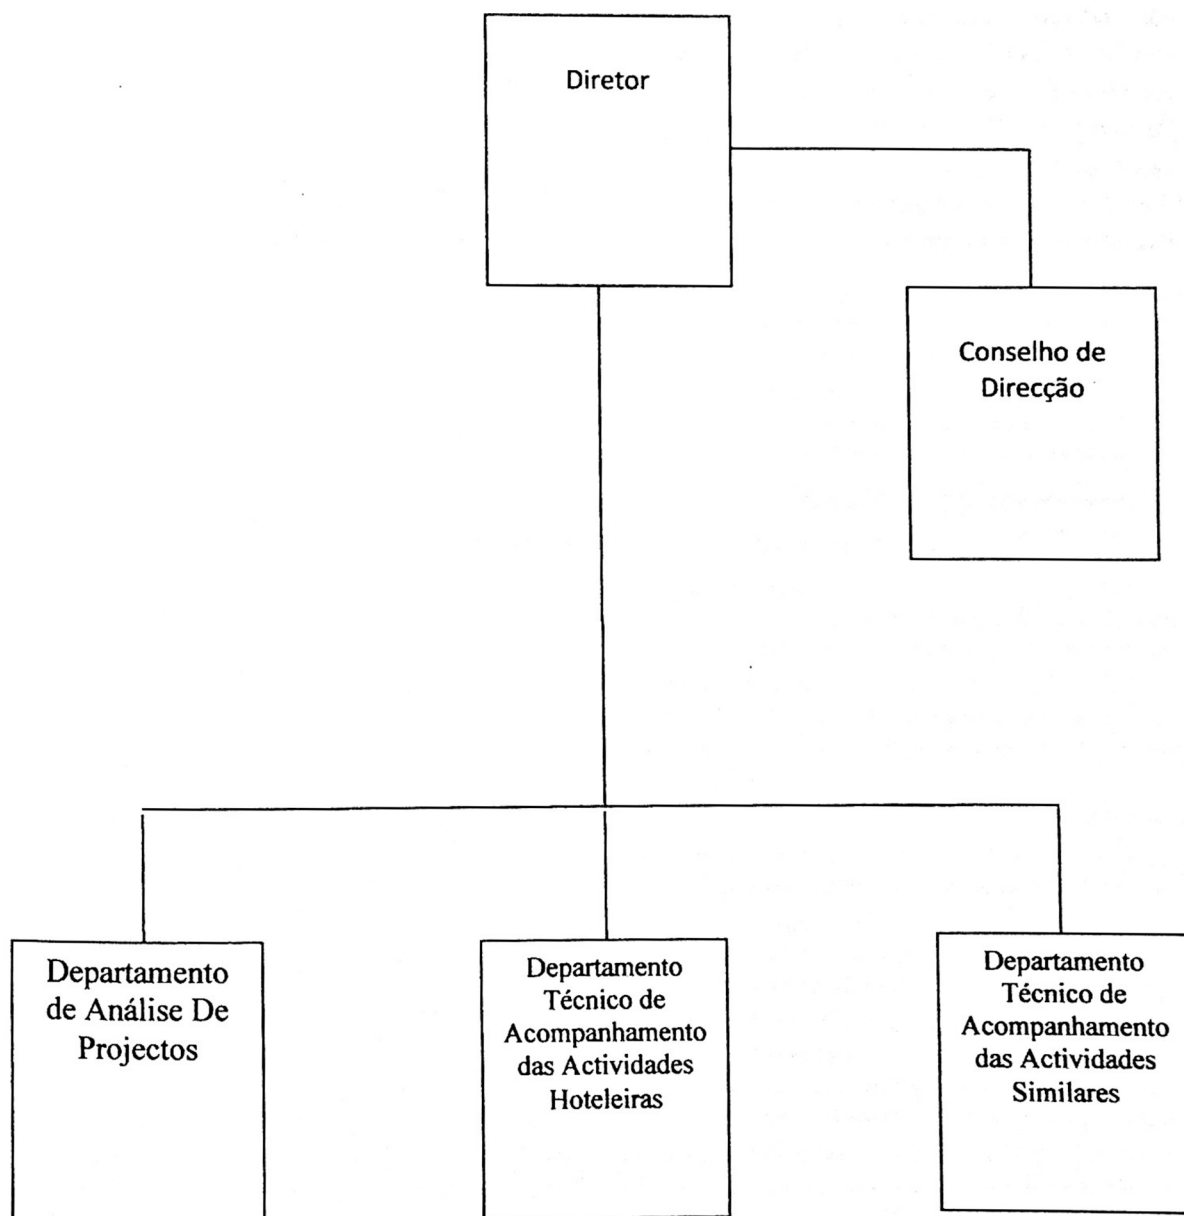 Diretor
Conselho de
Direcção
Departamento
de Análise De
Projectos
Departamento
Técnico de
Acompanhamento
das Actividades
Hoteleiras
Departamento
Técnico de
Acompanhamento
das Actividades
Similares